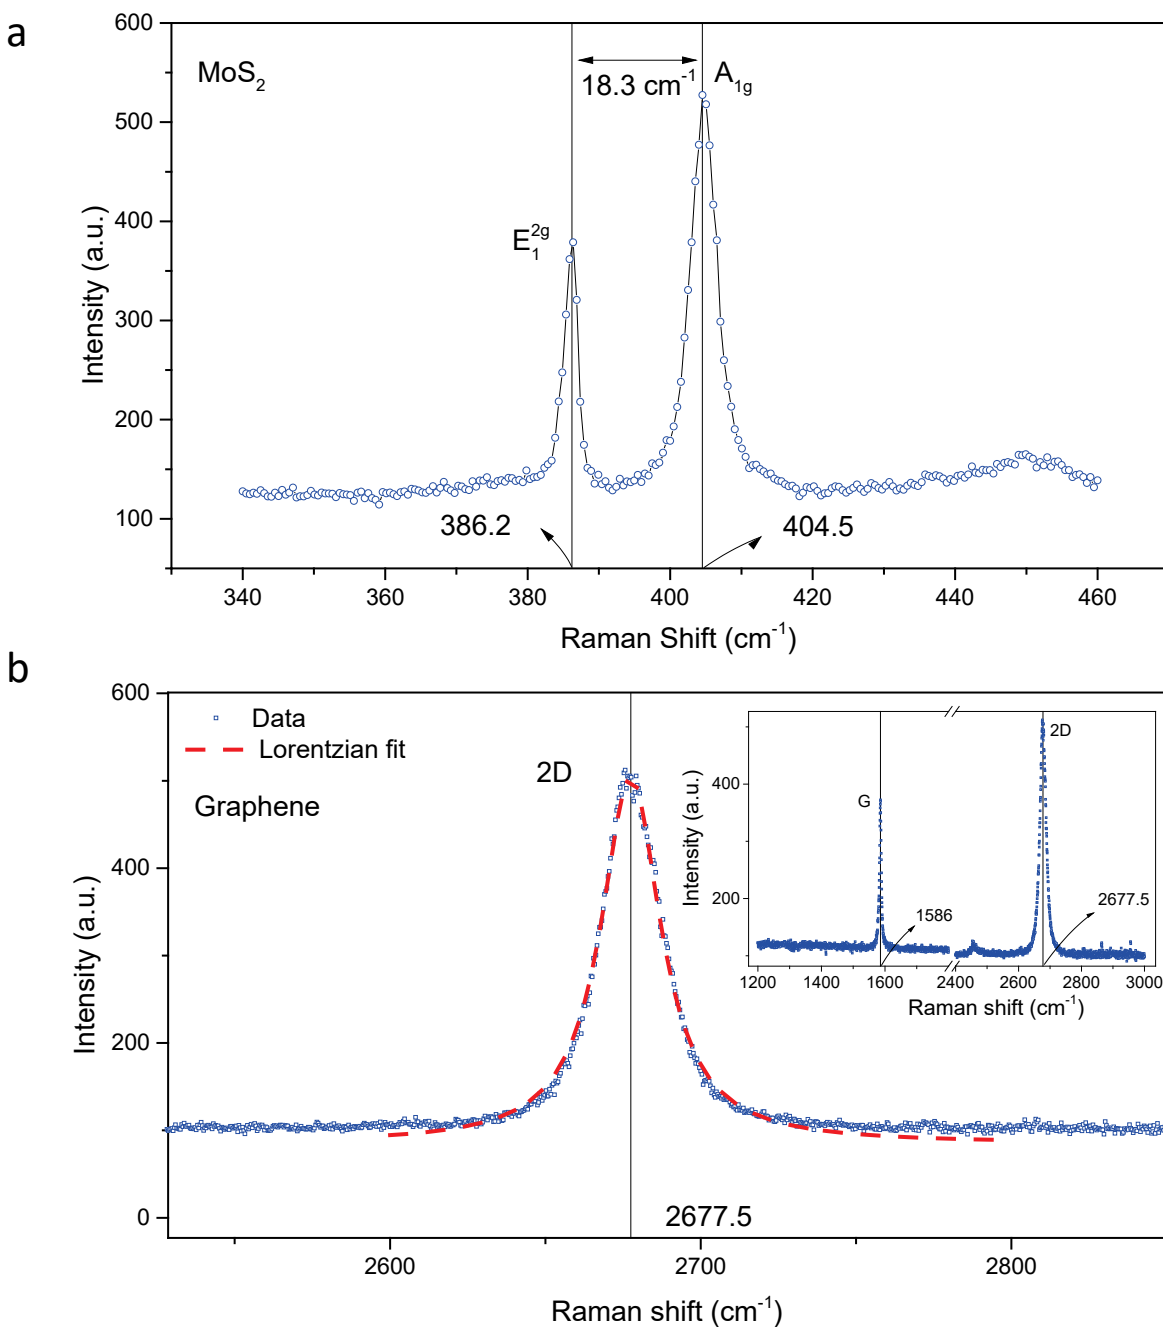 a
600
500
400
300
200
100
Intensity (a.u.)
MoS₂
18.3 cm⁻¹
A₁g
E₁²ᵍ
386.2
404.5
340
360
380
400
420
440
460
Raman Shift (cm⁻¹)
b
600
400
200
0
Intensity (a.u.)
Data
Lorentzian fit
Graphene
2D
2677.5
2600
2700
2800
Raman shift (cm⁻¹)
400
200
Intensity (a.u.)
G
2D
1586
2677.5
1200
1400
1600
2400
2600
2800
3000
Raman shift (cm⁻¹)